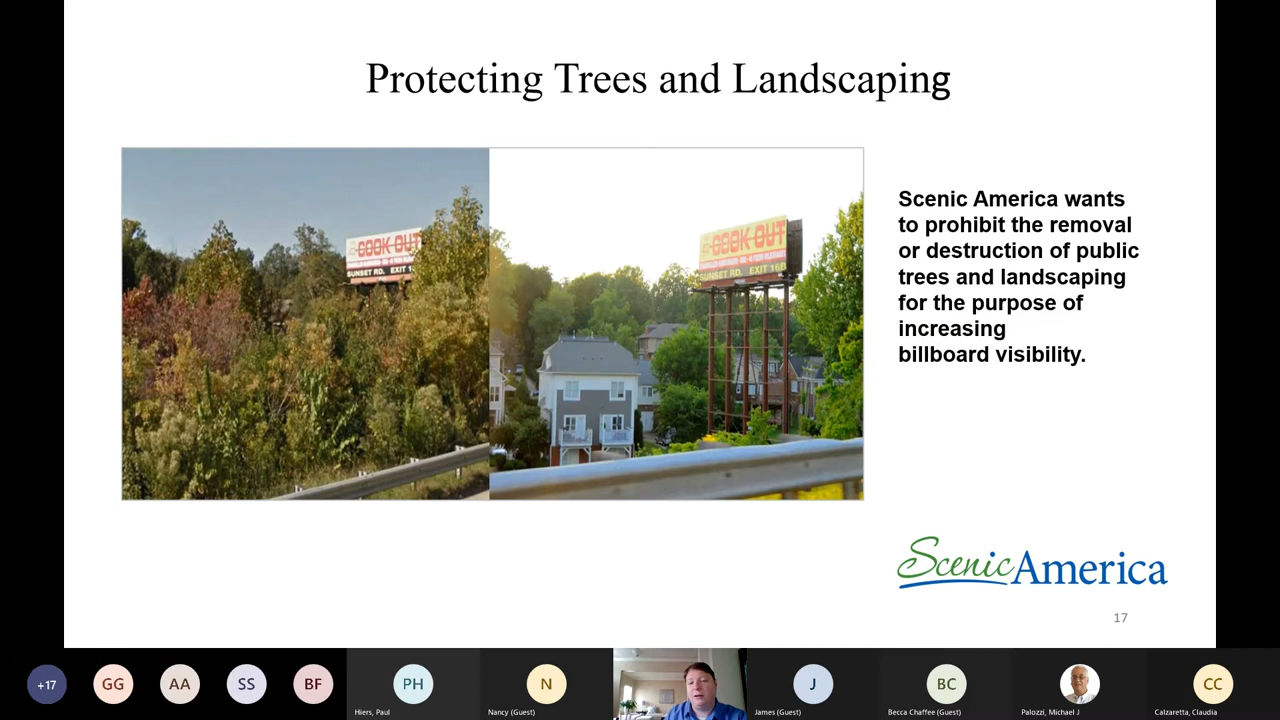 Protecting Trees and Landscaping
COOK OUT
SUNSET RD. EXIT
COOK OUT
SUNSET RD. EXIT 16B
Scenic America wants
to prohibit the removal
or destruction of public
trees and landscaping
for the purpose of
increasing
billboard visibility.
Scenic America
17
+17
GG
AA
SS
BF
PH
N
J
BC
CC
Hiers, Paul
Nancy (Guest)
James (Guest)
Becca Chaffee (Guest)
Palozzi, Michael J
Calzaretta, Claudia